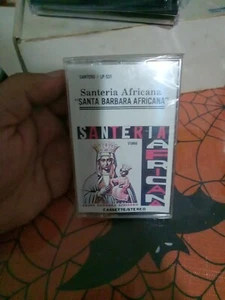 Santeria Africana
"SANTA BARBARA AFRICANA"
SANTERIA
AFRICANA
CASSETTE/STEREO